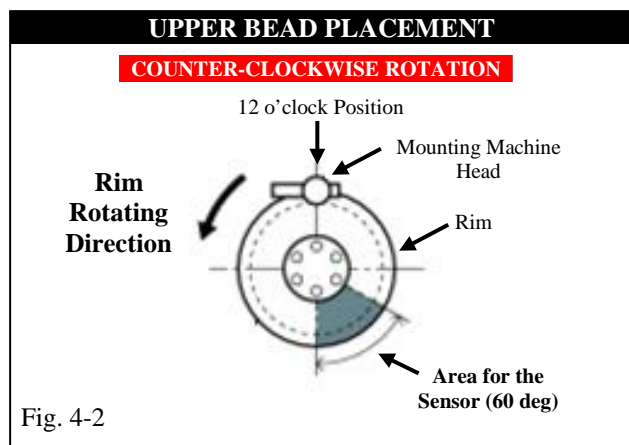 UPPER BEAD PLACEMENT
COUNTER-CLOCKWISE ROTATION
12 o’clock Position
Mounting Machine
Head
Rim
Rotating
Direction
Rim
Area for the
Sensor (60 deg)
Fig. 4-2